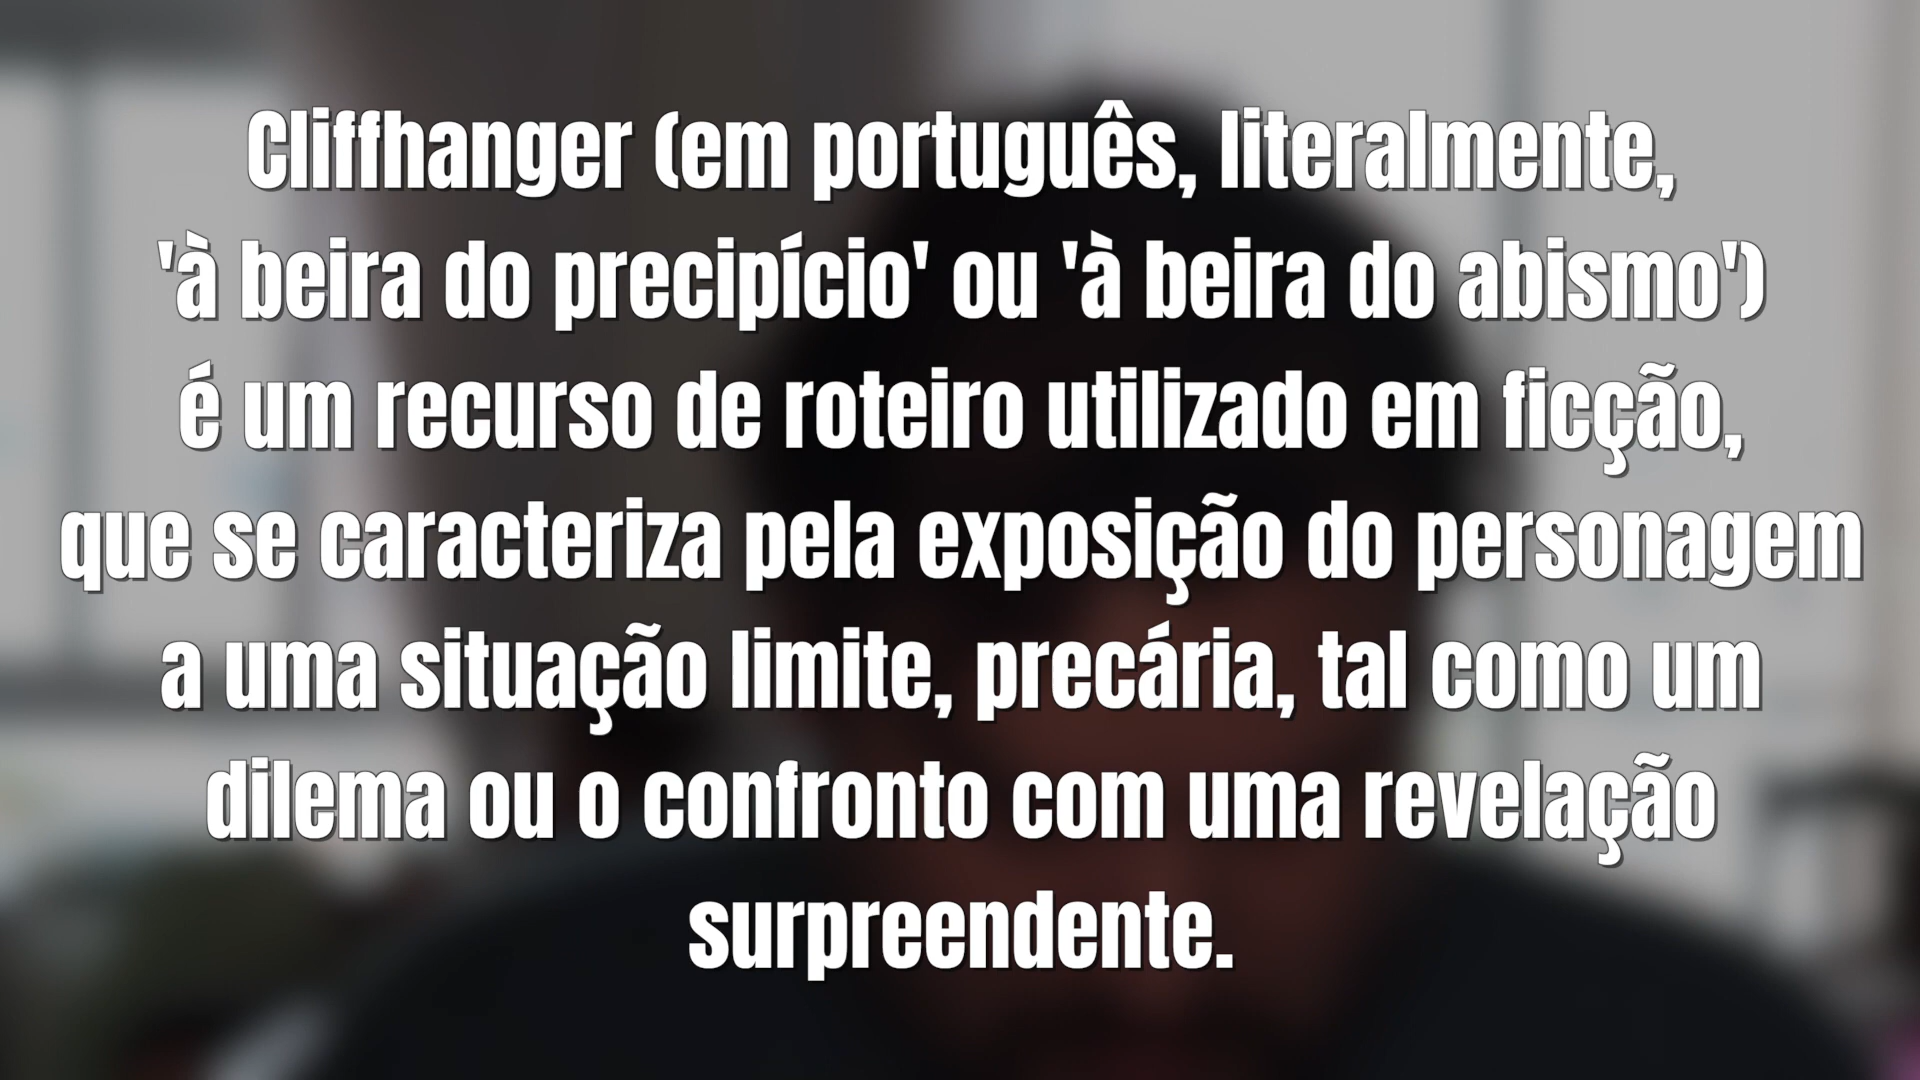 Cliffhanger (em português, literalmente,
'à beira do precipício' ou 'à beira do abismo')
é um recurso de roteiro utilizado em ficção,
que se caracteriza pela exposição do personagem
a uma situação limite, precária, tal como um
dilema ou o confronto com uma revelação
surpreendente.